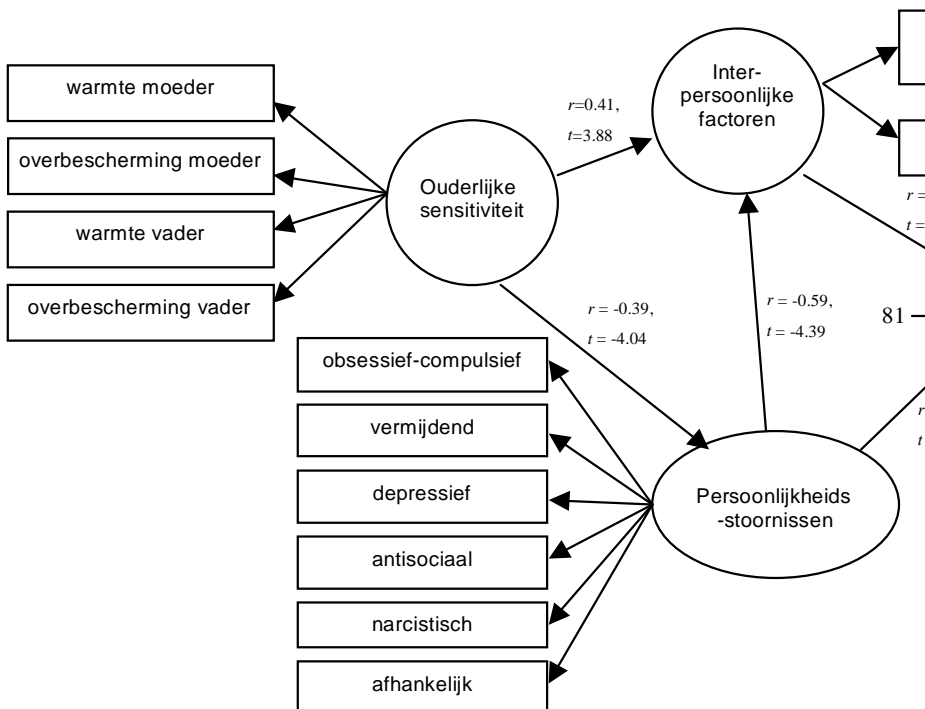 warmte moeder
overbescherming moeder
warmte vader
overbescherming vader
Ouderlijke
sensitiviteit
r=0.41,
t=3.88
Inter-
persoonlijke
factoren
r =
t =
r = -0.39,
t = -4.04
r = -0.59,
t = -4.39
81
r
t
obsessief-compulsief
vermijdend
depressief
antisociaal
narcistisch
afhankelijk
Persoonlijkheids
-stoornissen